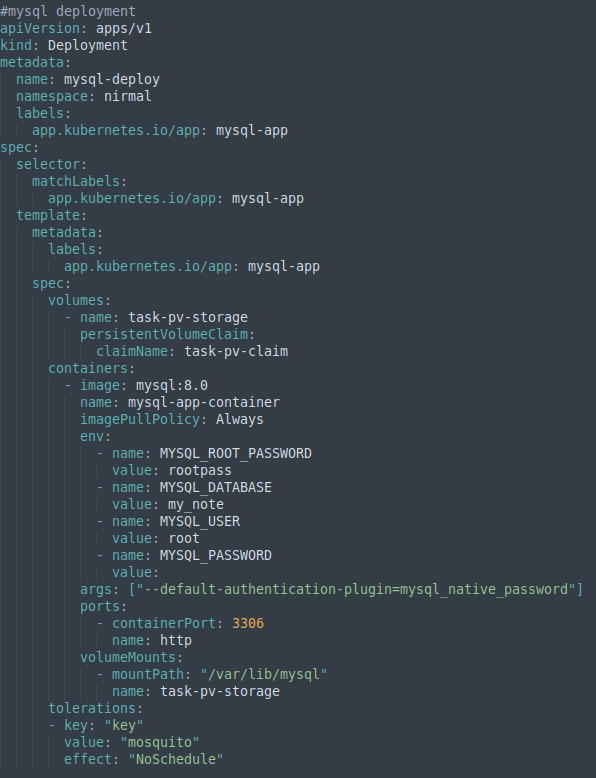 #mysql deployment
apiVersion: apps/v1
kind: Deployment
metadata:
  name: mysql-deploy
  namespace: nirmal
  labels:
    app.kubernetes.io/app: mysql-app
spec:
  selector:
    matchLabels:
      app.kubernetes.io/app: mysql-app
  template:
    metadata:
      labels:
        app.kubernetes.io/app: mysql-app
    spec:
      volumes:
        - name: task-pv-storage
          persistentVolumeClaim:
            claimName: task-pv-claim
      containers:
        - image: mysql:8.0
          name: mysql-app-container
          imagePullPolicy: Always
          env:
            - name: MYSQL_ROOT_PASSWORD
              value: rootpass
            - name: MYSQL_DATABASE
              value: my_note
            - name: MYSQL_USER
              value: root
            - name: MYSQL_PASSWORD
              value:
          args: ["--default-authentication-plugin=mysql_native_password"]
          ports:
            - containerPort: 3306
              name: http
          volumeMounts:
            - mountPath: "/var/lib/mysql"
              name: task-pv-storage
      tolerations:
      - key: "key"
        value: "mosquito"
        effect: "NoSchedule"